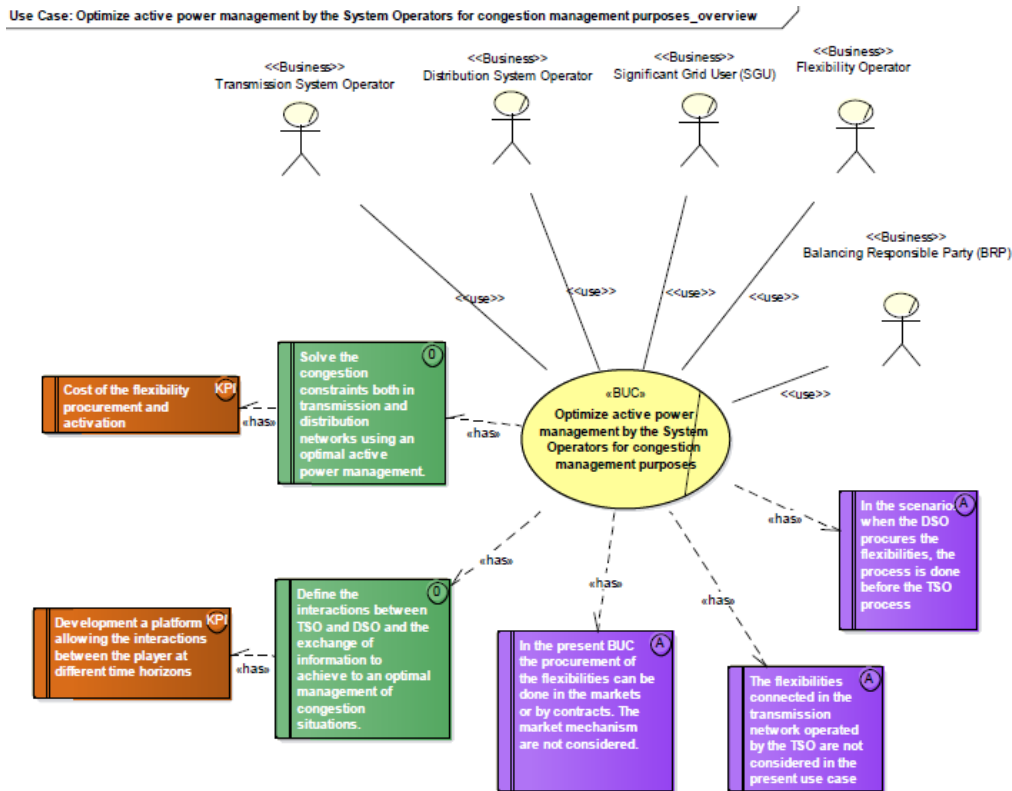 Use Case: Optimize active power management by the System Operators for congestion management purposes_overview
<<Business>>
Transmission System Operator
<<Business>>
Distribution System Operator
<<Business>>
Significant Grid User (SGU)
<<Business>>
Flexibility Operator
<<Business>>
Balancing Responsible Party (BRP)
<<use>>
<<use>>
<<use>>
<<use>>
<<use>>
«BUC»
Optimize active power
management by the System
Operators for congestion
management purposes
Cost of the flexibility
procurement and
activation
KPI
«has»
Solve the
congestion
constraints both in
transmission and
distribution
networks using an
optimal active
power management.
O
«has»
Development a platform
allowing the interactions
between the player at
different time horizons
KPI
«has»
Define the
interactions between
TSO and DSO and the
exchange of
information to
achieve to an optimal
management of
congestion
situations.
O
«has»
«has»
In the present BUC
the procurement of
the flexibilities can be
done in the markets
or by contracts. The
market mechanism
are not considered.
A
«has»
The flexibilities
connected in the
transmission
network operated
by the TSO are not
considered in the
present use case
A
«has»
In the scenario
when the DSO
procures the
flexibilities, the
process is done
before the TSO
process
A